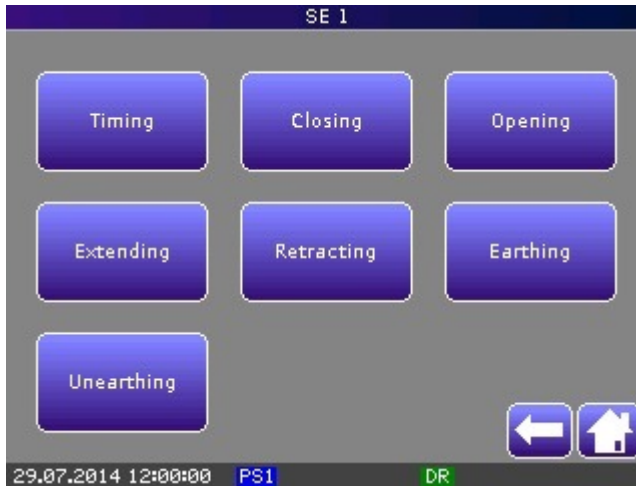 SE 1
Timing Closing Opening
Extending Retracting Earthing
Unearthing
29.07.2014 12:00:00 PS1 DR